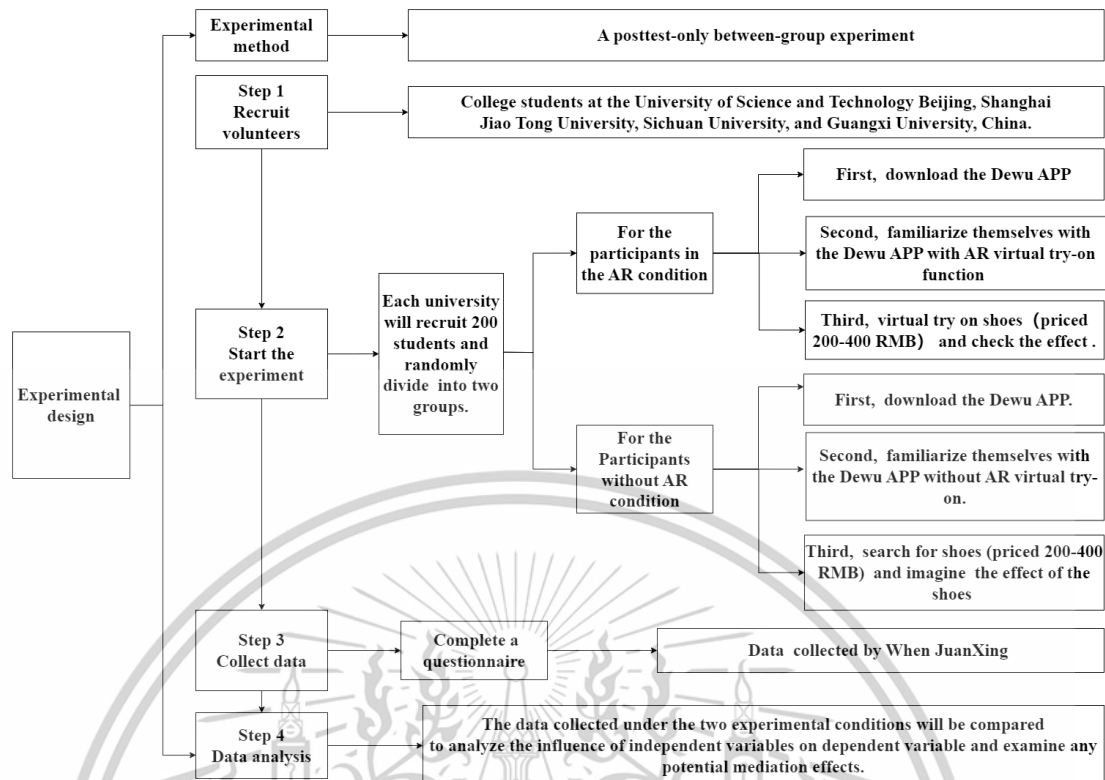 Experimental
method
A posttest-only between-group experiment
Step 1
Recruit
volunteers
College students at the University of Science and Technology Beijing, Shanghai
Jiao Tong University, Sichuan University, and Guangxi University, China.
First, download the Dewu APP
For the
participants in
the AR condition
Second, familiarize themselves with
the Dewu APP with AR virtual try-on
function
Third, virtual try on shoes（priced
200-400 RMB） and check the effect .
Experimental
design
Step 2
Start the
experiment
Each university
will recruit 200
students and
randomly
divide into two
groups.
First, download the Dewu APP.
For the
Participants
without AR
condition
Second, familiarize themselves with
the Dewu APP without AR virtual try-
on.
Third, search for shoes (priced 200-400
RMB) and imagine the effect of the
shoes
Step 3
Collect data
Complete a
questionnaire
Data collected by When JuanXing
Step 4
Data analysis
The data collected under the two experimental conditions will be compared
to analyze the influence of independent variables on dependent variable and examine any
potential mediation effects.